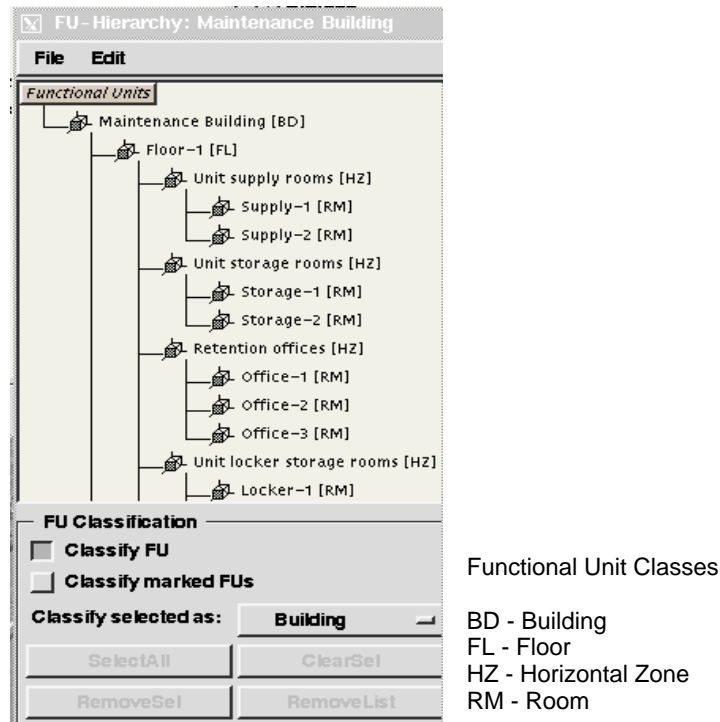 FU-Hierarchy: Maintenance Building
File Edit
Functional Units
Maintenance Building [BD]
Floor-1 [FL]
Unit supply rooms [HZ]
Supply-1 [RM]
Supply-2 [RM]
Unit storage rooms [HZ]
Storage-1 [RM]
Storage-2 [RM]
Retention offices [HZ]
Office-1 [RM]
Office-2 [RM]
Office-3 [RM]
Unit locker storage rooms [HZ]
Locker-1 [RM]
FU Classification
Classify FU
Classify marked FUs
Classify selected as: Building
SelectAll ClearSel
RemoveSel RemoveList
Functional Unit Classes
BD - Building
FL - Floor
HZ - Horizontal Zone
RM - Room